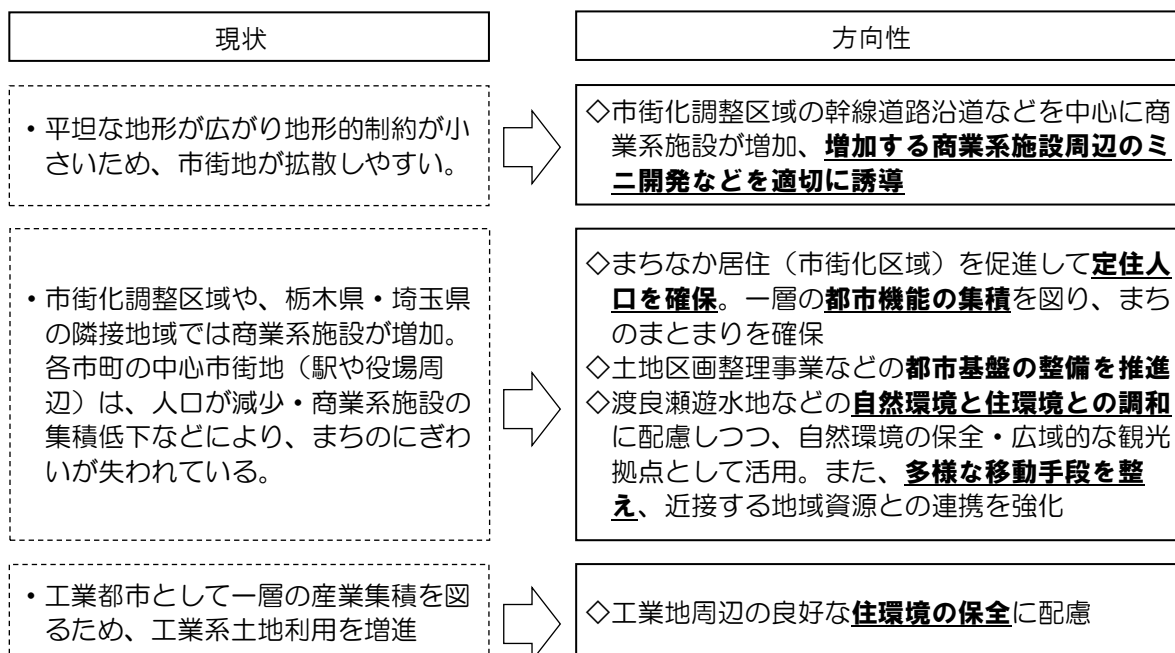 現状
方向性
・平坦な地形が広がり地形的制約が小
さいため、市街地が拡散しやすい。
◇市街化調整区域の幹線道路沿道などを中心に商
業系施設が増加、増加する商業系施設周辺のミ
ニ開発などを適切に誘導
・市街化調整区域や、栃木県・埼玉県
の隣接地域では商業系施設が増加。
各市町の中心市街地（駅や役場周
辺）は、人口が減少・商業系施設の
集積低下などにより、まちのにぎわ
いが失われている。
◇まちなか居住（市街化区域）を促進して定住人
口を確保。一層の都市機能の集積を図り、まち
のまとまりを確保
◇土地区画整理事業などの都市基盤の整備を推進
◇渡良瀬遊水地などの自然環境と住環境との調和
に配慮しつつ、自然環境の保全・広域的な観光
拠点として活用。また、多様な移動手段を整
え、近接する地域資源との連携を強化
・工業都市として一層の産業集積を図
るため、工業系土地利用を増進
◇工業地周辺の良好な住環境の保全に配慮